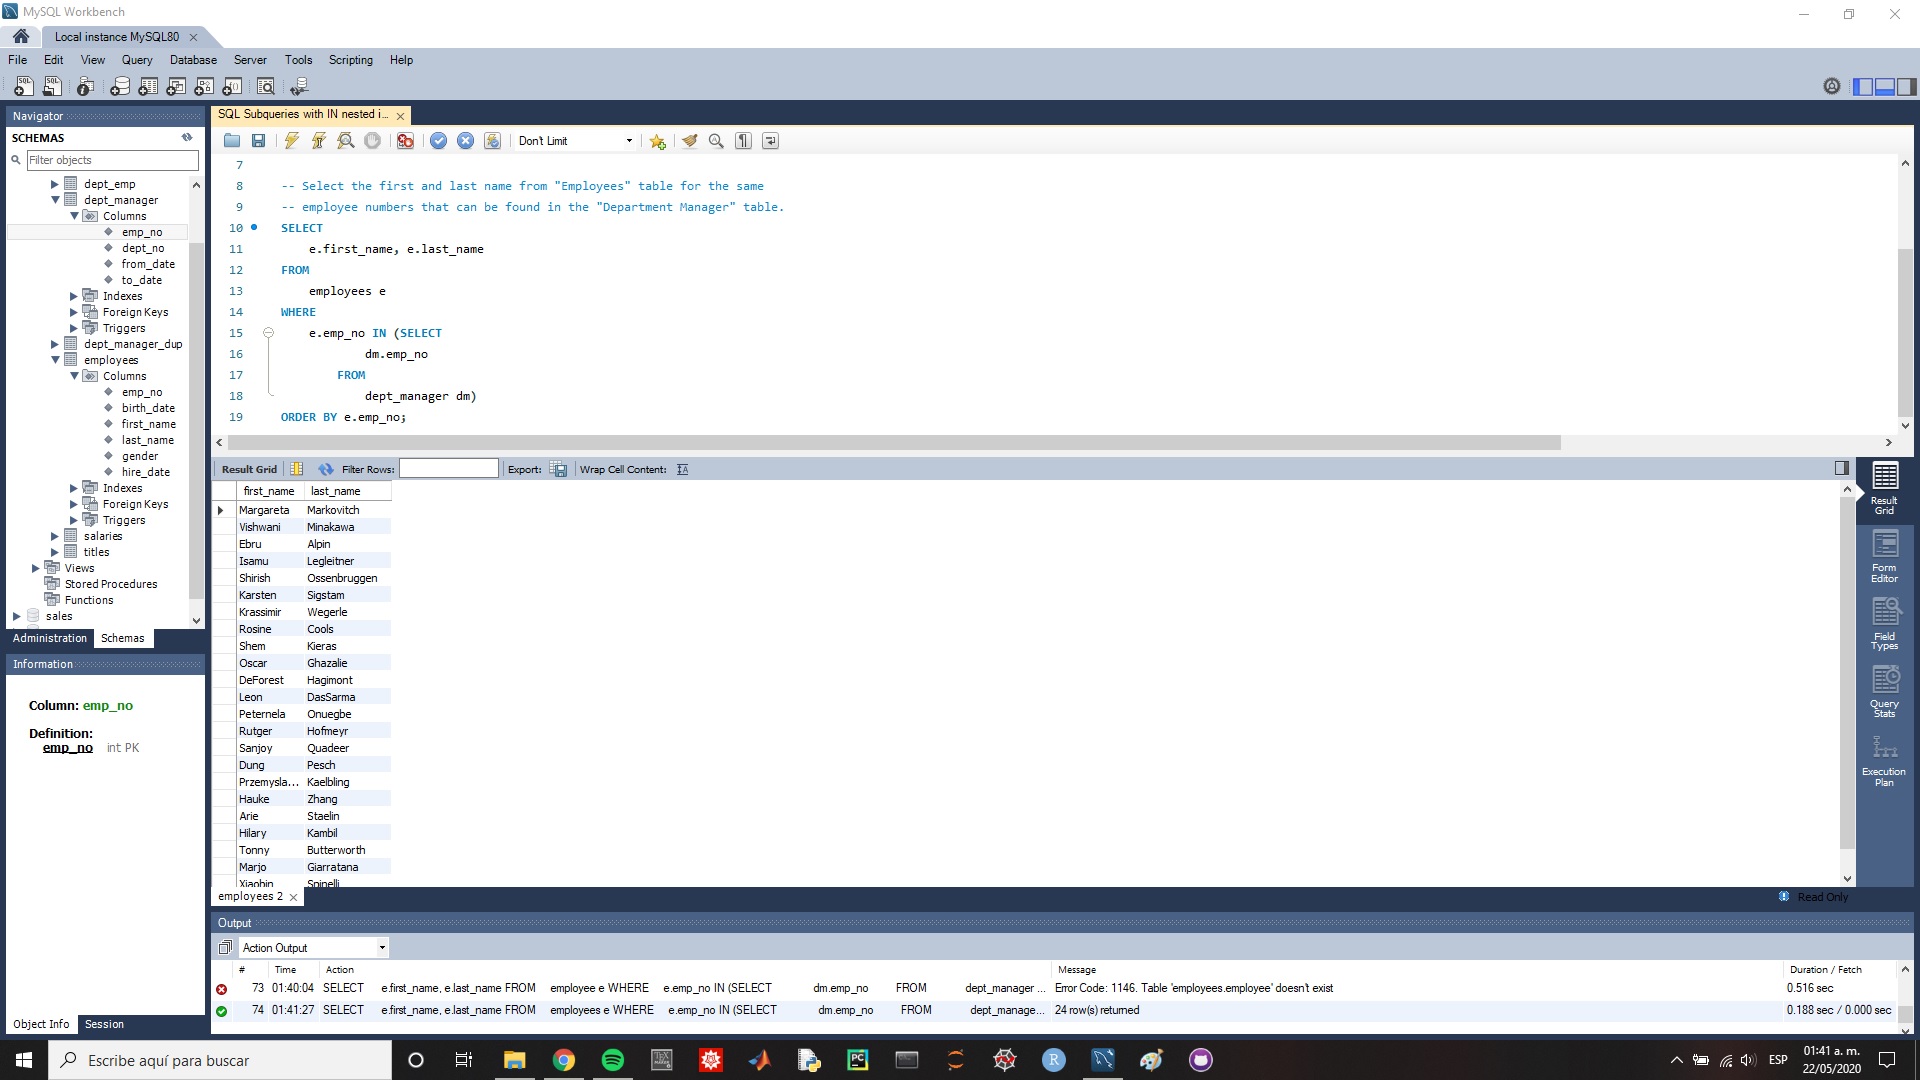 MySQL Workbench
Local instance MySQL80
File Edit View Query Database Server Tools Scripting Help
Navigator
SCHEMAS
Filter objects
dept_emp
dept_manager
Columns
emp_no
dept_no
from_date
to_date
Indexes
Foreign Keys
Triggers
dept_manager_dup
employees
Columns
emp_no
birth_date
first_name
last_name
gender
hire_date
Indexes
Foreign Keys
Triggers
salaries
titles
Views
Stored Procedures
Functions
sales
Administration Schemas
Information
Column: emp_no
Definition:
emp_no int PK
Object Info Session
SQL Subqueries with IN nested i...
Don't Limit
7
8 -- Select the first and last name from "Employees" table for the same
9 -- employee numbers that can be found in the "Department Manager" table.
10 SELECT
11 e.first_name, e.last_name
12 FROM
13 employees e
14 WHERE
15 e.emp_no IN (SELECT
16 dm.emp_no
17 FROM
18 dept_manager dm)
19 ORDER BY e.emp_no;
Result Grid Filter Rows: Export: Wrap Cell Content:
first_name last_name
Margareta Markovitch
Vishwani Minakawa
Ebru Alpin
Isamu Legleitner
Shirish Ossenbruggen
Karsten Sigstam
Krassimir Wegerle
Rosine Cools
Shem Kieras
Oscar Ghazalie
DeForest Hagimont
Leon DasSarma
Peternela Onuegbe
Rutger Hofmeyr
Sanjoy Quadeer
Dung Pesch
Przemysla... Kaelbling
Hauke Zhang
Arie Staelin
Hilary Kambil
Tonny Butterworth
Marjo Giarratana
Xiaobin Spinelli
Result
Grid
Form
Editor
Field
Types
Query
Stats
Execution
Plan
employees 2
Read Only
Output
Action Output
# Time Action Message Duration / Fetch
73 01:40:04 SELECT e.first_name, e.last_name FROM employee e WHERE e.emp_no IN (SELECT dm.emp_no FROM dept_manager ... Error Code: 1146. Table 'employees.employee' doesn't exist 0.516 sec
74 01:41:27 SELECT e.first_name, e.last_name FROM employees e WHERE e.emp_no IN (SELECT dm.emp_no FROM dept_manage... 24 row(s) returned 0.188 sec / 0.000 sec
Escribe aquí para buscar
ESP
01:41 a. m.
22/05/2020